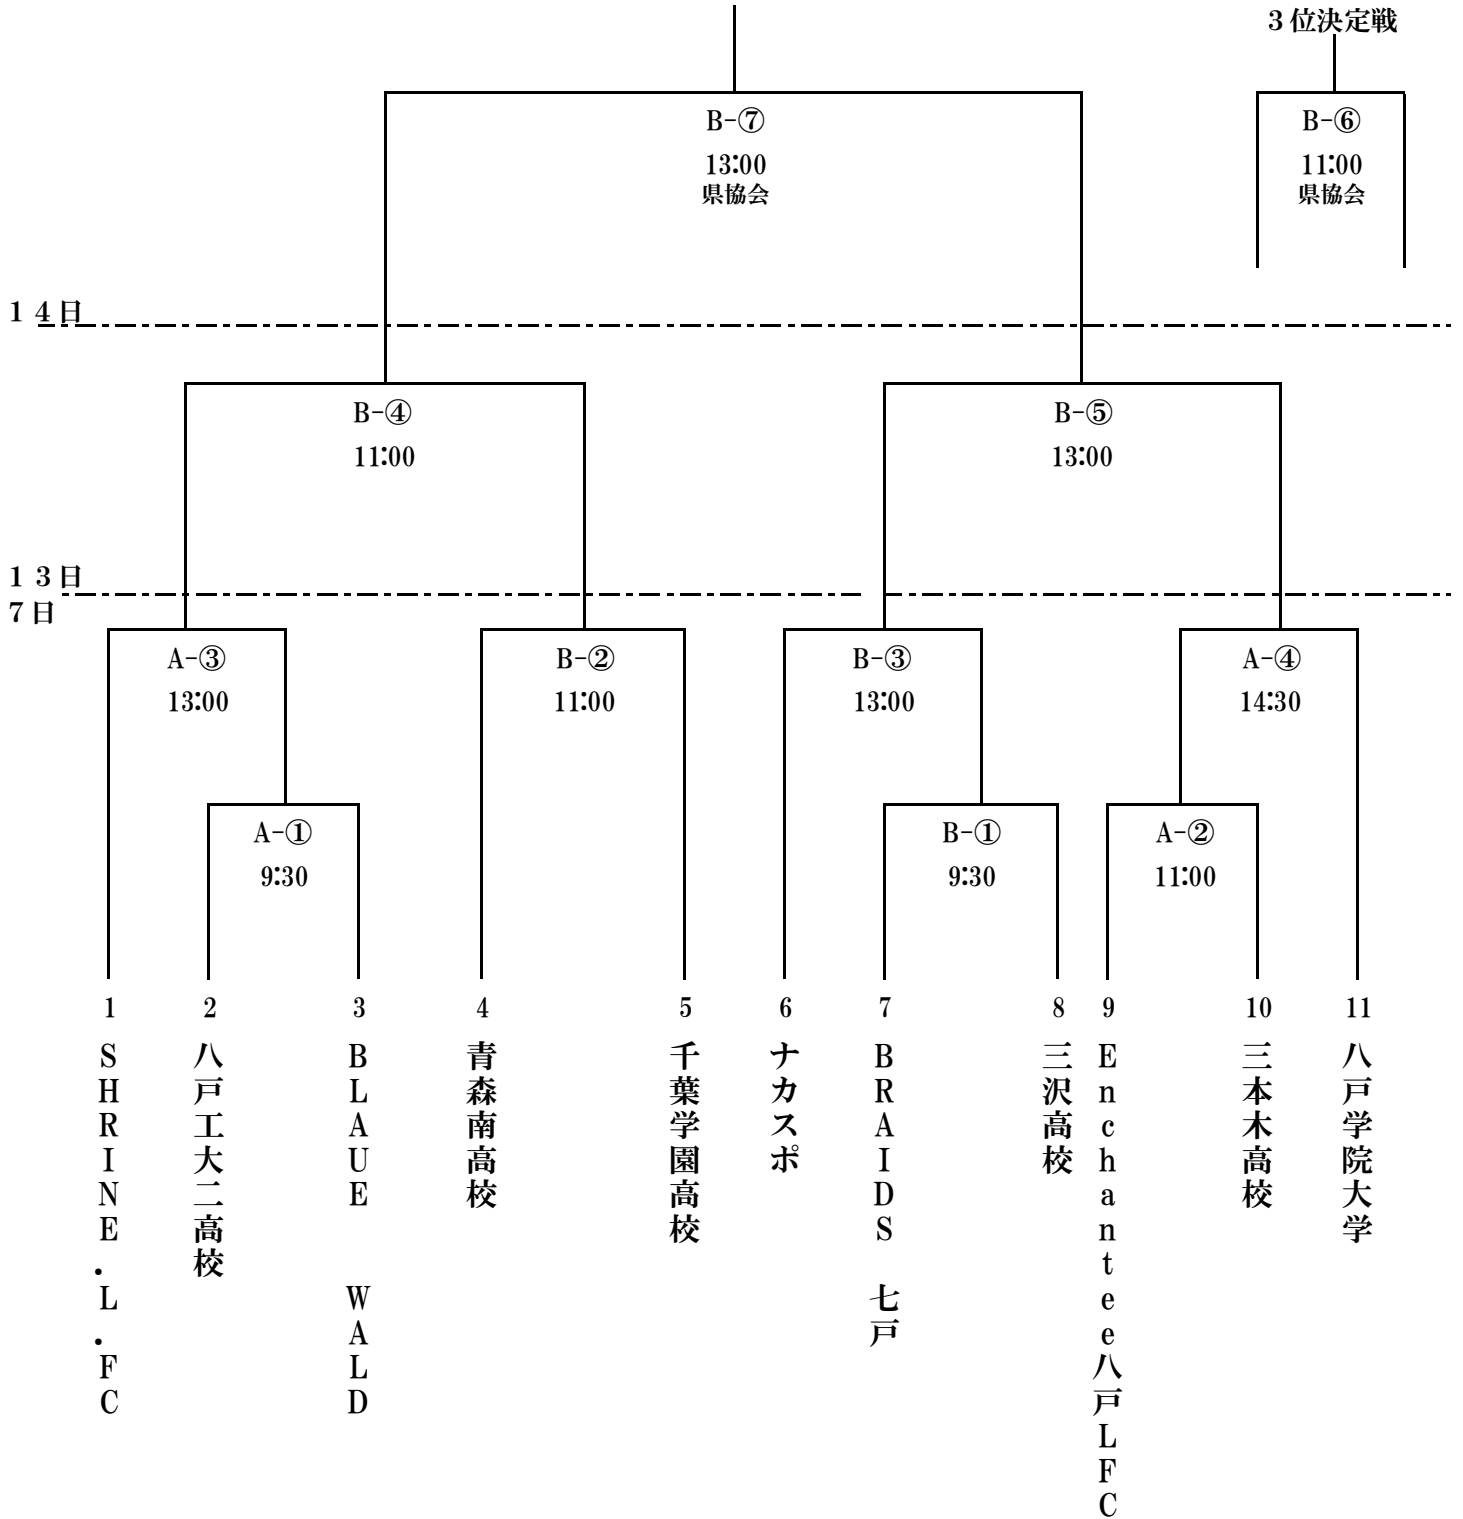 ３位決定戦
B-⑦
B-⑥
13:00
11:00
県協会
県協会
１４日
B-④
B-⑤
11:00
13:00
１３日
７日
A-③
B-②
B-③
A-④
13:00
11:00
13:00
14:30
A-①
B-①
A-②
9:30
9:30
11:00
1
2
3
4
5
6
7
8
9
10
11
SHRINE.L.FC
八戸工大二高校
BLAUE　WALD
青森南高校
千葉学園高校
ナカスポ
BRAIDS　七戸
三沢高校
Enchantee八戸LFC
三本木高校
八戸学院大学